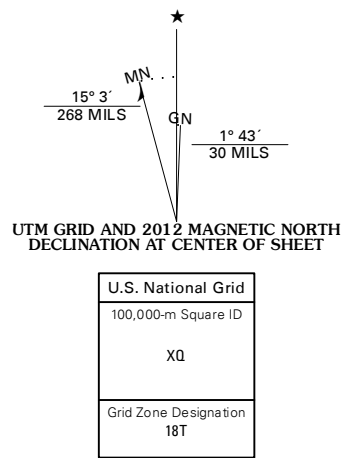 MN
15° 3´
268 MILS
GN
1° 43´
30 MILS
UTM GRID AND 2012 MAGNETIC NORTH
DECLINATION AT CENTER OF SHEET
U.S. National Grid
100,000-m Square ID
XQ
Grid Zone Designation
18T